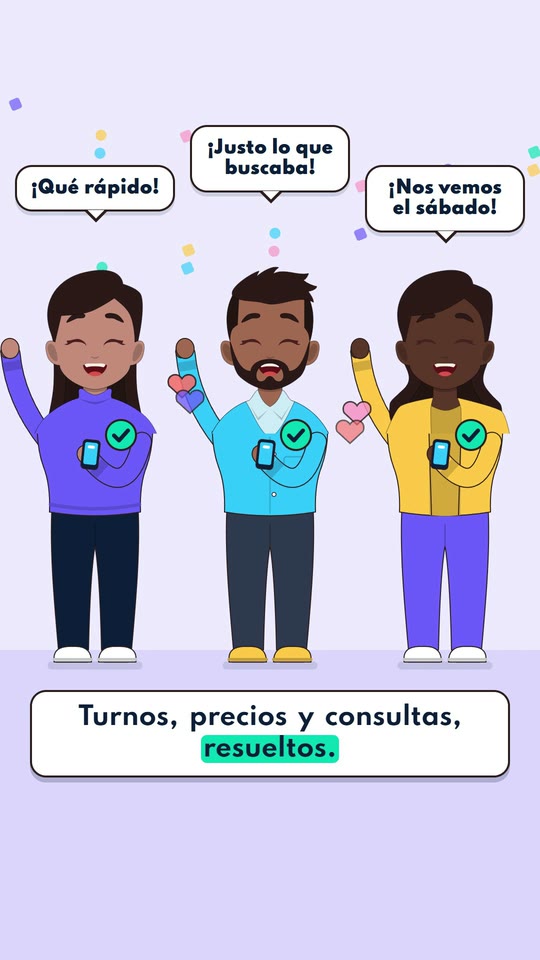 ¡Qué rápido!
¡Justo lo que
buscaba!
¡Nos vemos
el sábado!
Turnos, precios y consultas,
resueltos.